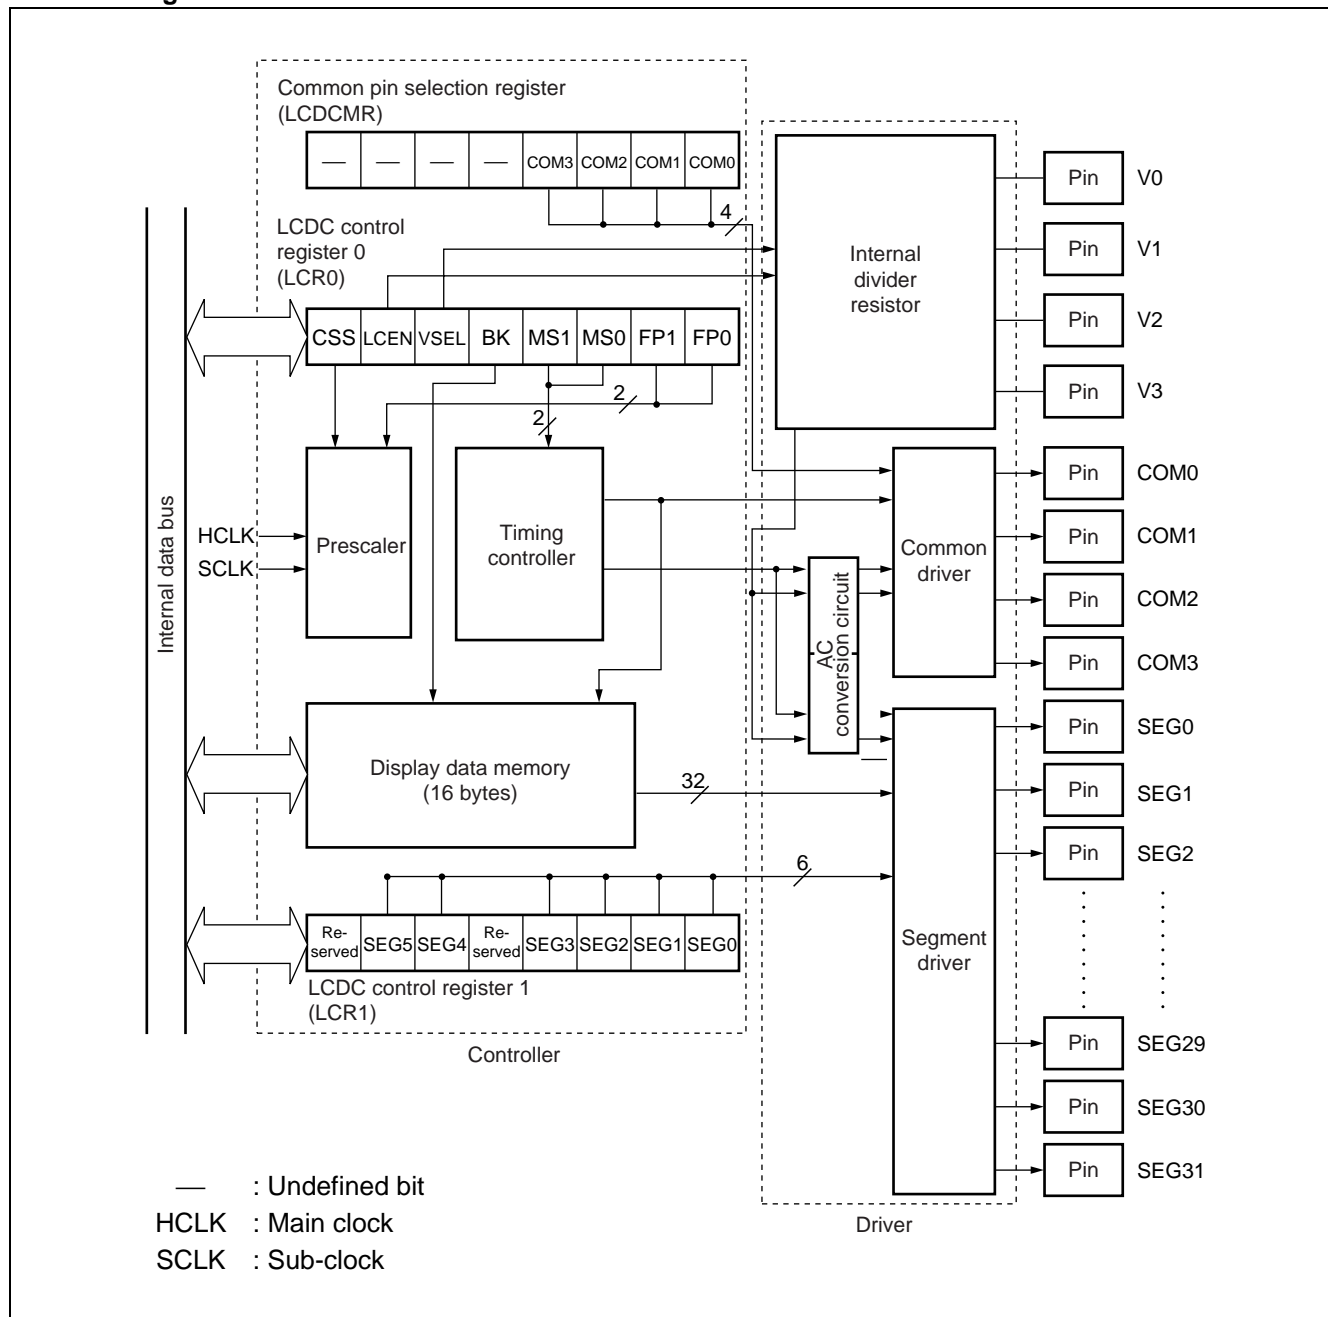 Common pin selection register
(LCDCMR)
— — — — COM3 COM2 COM1 COM0
4
LCDC control
register 0
(LCR0)
CSS LCEN VSEL BK MS1 MS0 FP1 FP0
2
2
Internal data bus
HCLK
SCLK
Prescaler
Timing
controller
Display data memory
(16 bytes)
32
6
Re-
served SEG5 SEG4 Re-
served SEG3 SEG2 SEG1 SEG0
LCDC control register 1
(LCR1)
Controller
Internal
divider
resistor
AC
conversion circuit
Common
driver
Segment
driver
Driver
Pin V0
Pin V1
Pin V2
Pin V3
Pin COM0
Pin COM1
Pin COM2
Pin COM3
Pin SEG0
Pin SEG1
Pin SEG2
Pin SEG29
Pin SEG30
Pin SEG31
— : Undefined bit
HCLK : Main clock
SCLK : Sub-clock